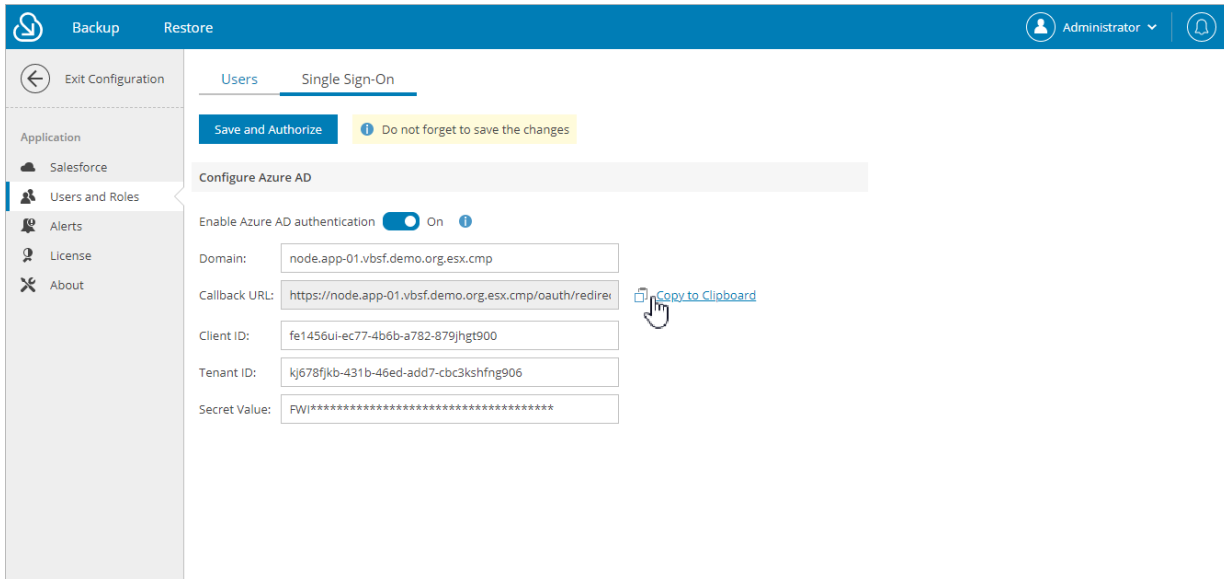 Backup Restore Administrator
Exit Configuration
Users Single Sign-On
Save and Authorize Do not forget to save the changes
Application
Salesforce
Users and Roles
Alerts
License
About
Configure Azure AD
Enable Azure AD authentication On
Domain: node.app-01.vbsf.demo.org.esx.cmp
Callback URL: https://node.app-01.vbsf.demo.org.esx.cmp/oauth/redirec Copy to Clipboard
Client ID: fe1456ui-ec77-4b6b-a782-879jhgt900
Tenant ID: kj678fjkb-431b-46ed-add7-cbc3kshfng906
Secret Value: FWI*************************************